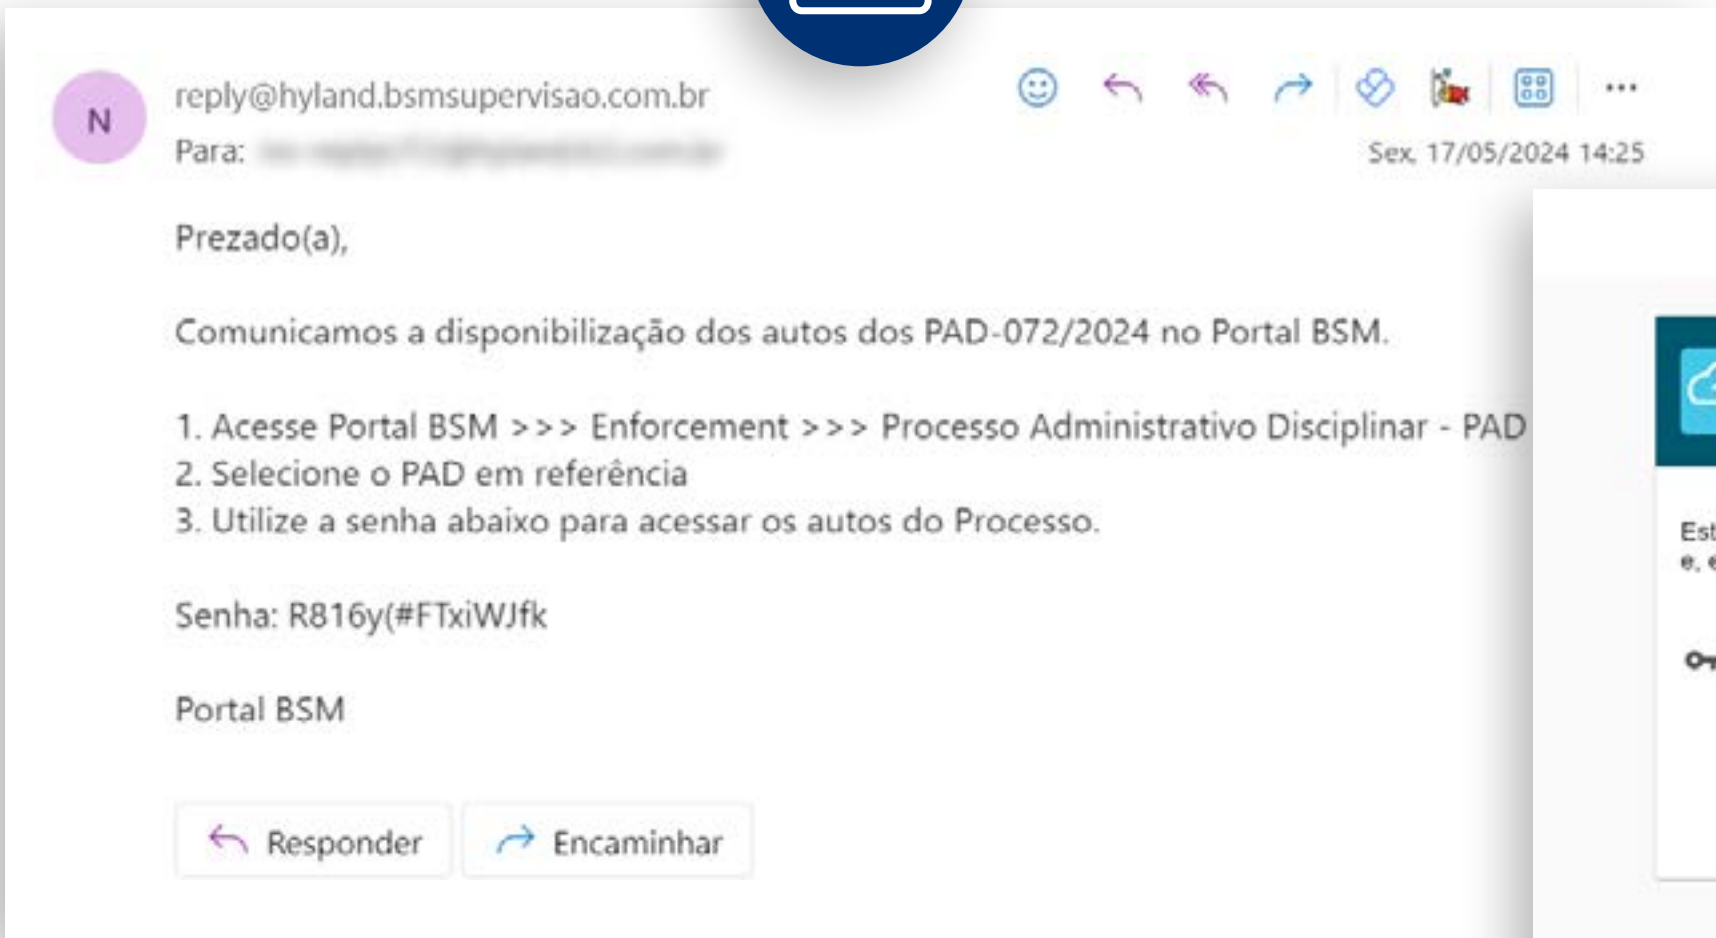 N
reply@hyland.bsmsupervisao.com.br
Para:
Sex, 17/05/2024 14:25
Prezado(a),
Comunicamos a disponibilização dos autos dos PAD-072/2024 no Portal BSM.
1. Acesse Portal BSM >>> Enforcement >>> Processo Administrativo Disciplinar - PAD
2. Selecione o PAD em referência
3. Utilize a senha abaixo para acessar os autos do Processo.
Senha: R816y(#FTxiWJfk
Portal BSM
Responder
Encaminhar
Est
e, e